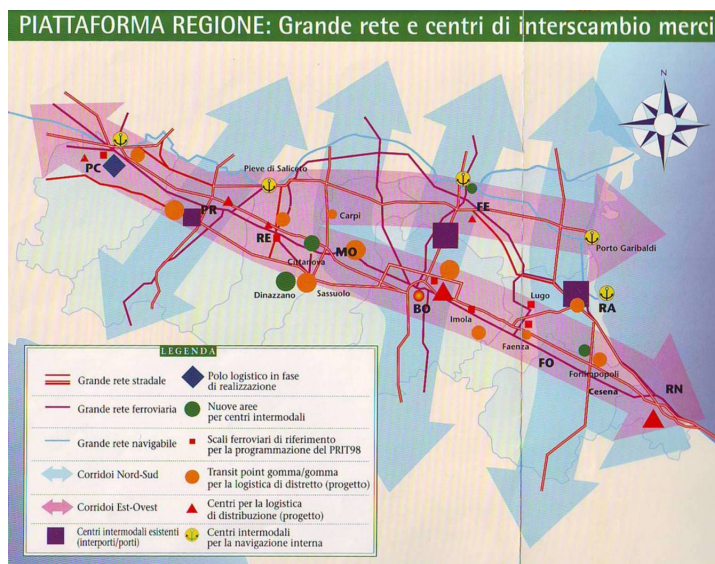 PIATTAFORMA REGIONE: Grande rete e centri di interscambio merci
N
PC
Pieve di Saliceto
PR
Carpi
FE
RE
Cittanova
MO
Porto Garibaldi
Dinazzano
Sassuolo
BO
Imola
Lugo
RA
Faenza
FO
Forlimpopoli
Cesena
RN
LEGENDA
Grande rete stradale
Polo logistico in fase
di realizzazione
Grande rete ferroviaria
Nuove aree
per centri intermodali
Grande rete navigabile
Scali ferroviari di riferimento
per la programmazione del PRIT98
Corridoi Nord-Sud
Transit point gomma/gomma
per la logistica di distretto (progetto)
Corridoi Est-Ovest
Centri per la logistica
di distribuzione (progetto)
Centri intermodali esistenti
(interporti/porti)
Centri intermodali
per la navigazione interna